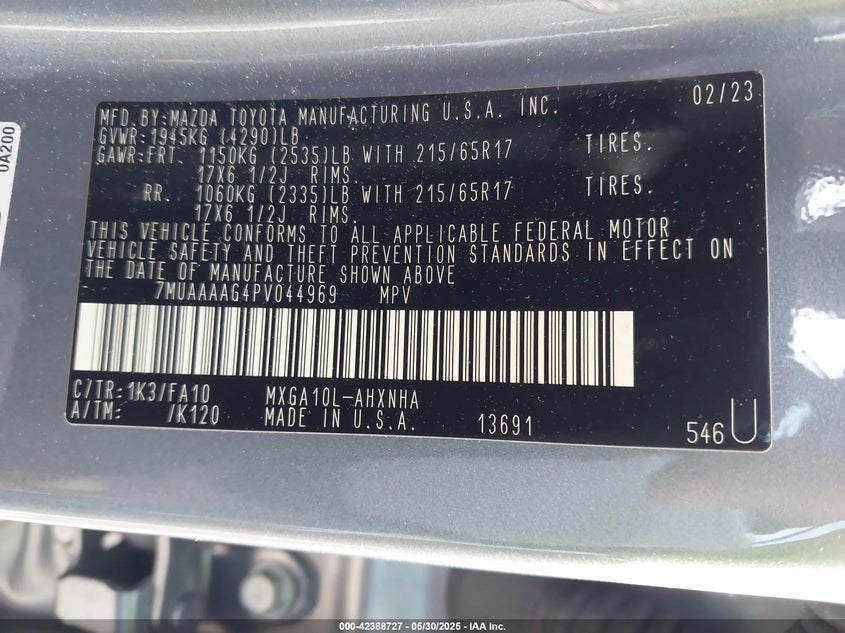 0A200
MFD.BY:MAZDA TOYOTA MANUFACTURING U.S.A. INC. 02/23
GVWR:1945KG (4290)LB
GAWR:FRT. 1150KG (2535)LB WITH 215/65R17 TIRES.
17X6 1/2J RIMS.
RR. 1060KG (2335)LB WITH 215/65R17 TIRES.
17X6 1/2J RIMS.
THIS VEHICLE CONFORMS TO ALL APPLICABLE FEDERAL MOTOR
VEHICLE SAFETY AND THEFT PREVENTION STANDARDS IN EFFECT ON
THE DATE OF MANUFACTURE SHOWN ABOVE
7MUAAAAG4PV044969 MPV
C/TR:1K3/FA10 MXGA10L-AHXNHA
A/TM: /K120 MADE IN U.S.A. 13691 546 U
000-42388727 - 05/30/2025 - IAA Inc.